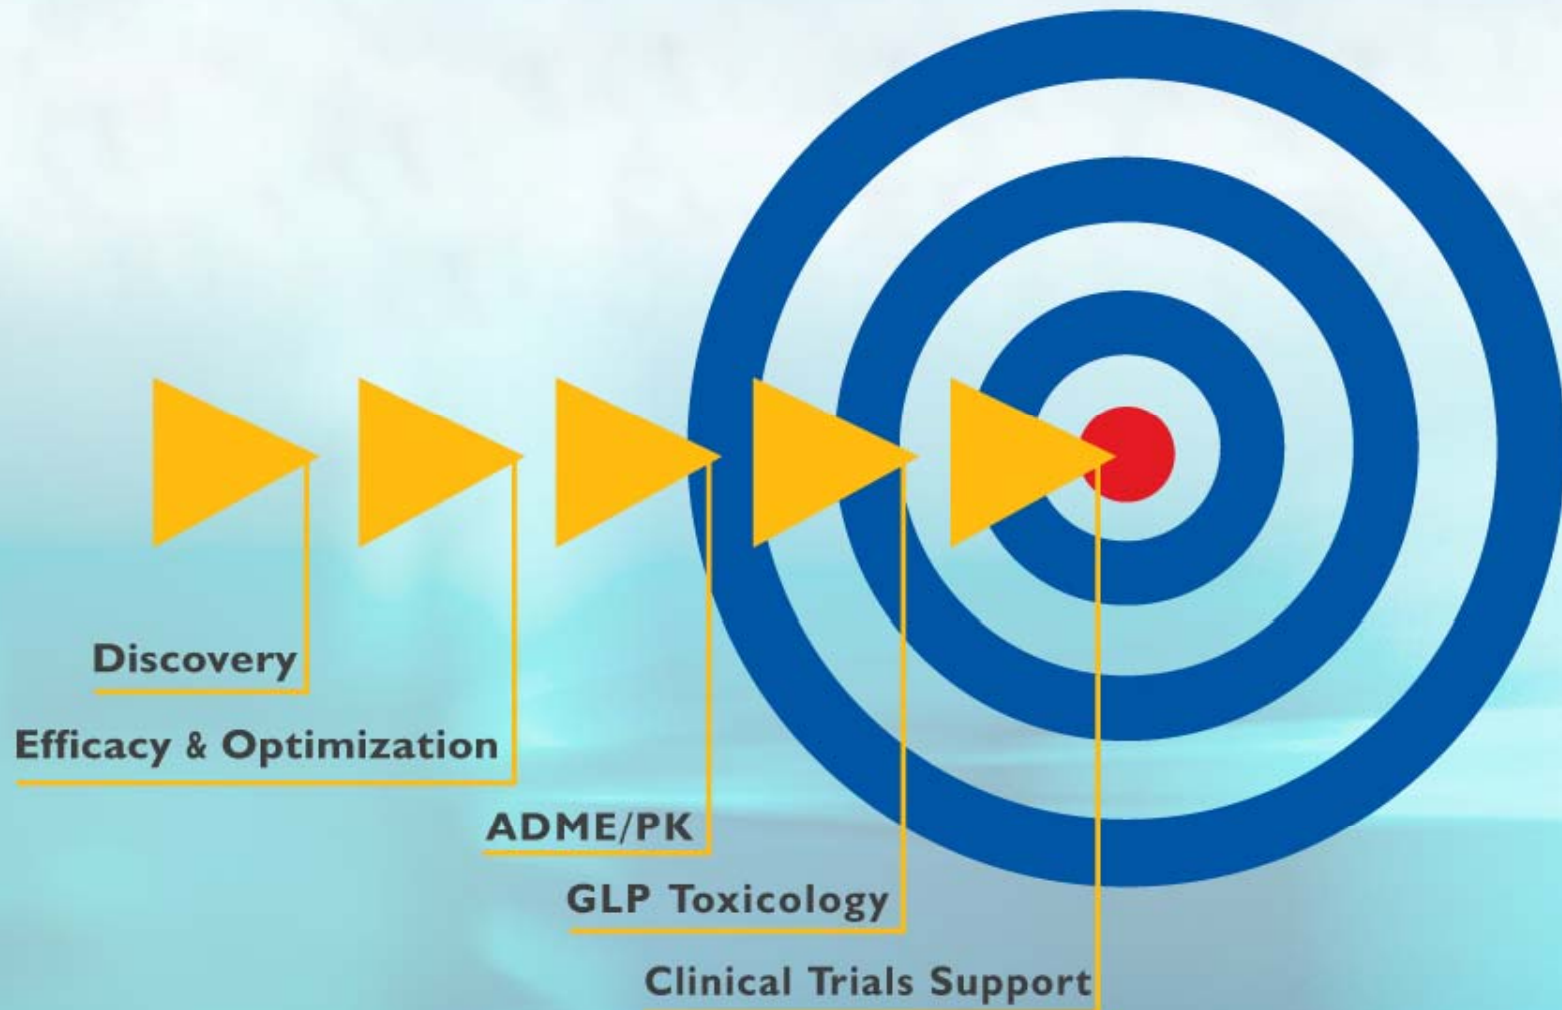 Discovery
Efficacy & Optimization
ADME/PK
GLP Toxicology
Clinical Trials Support